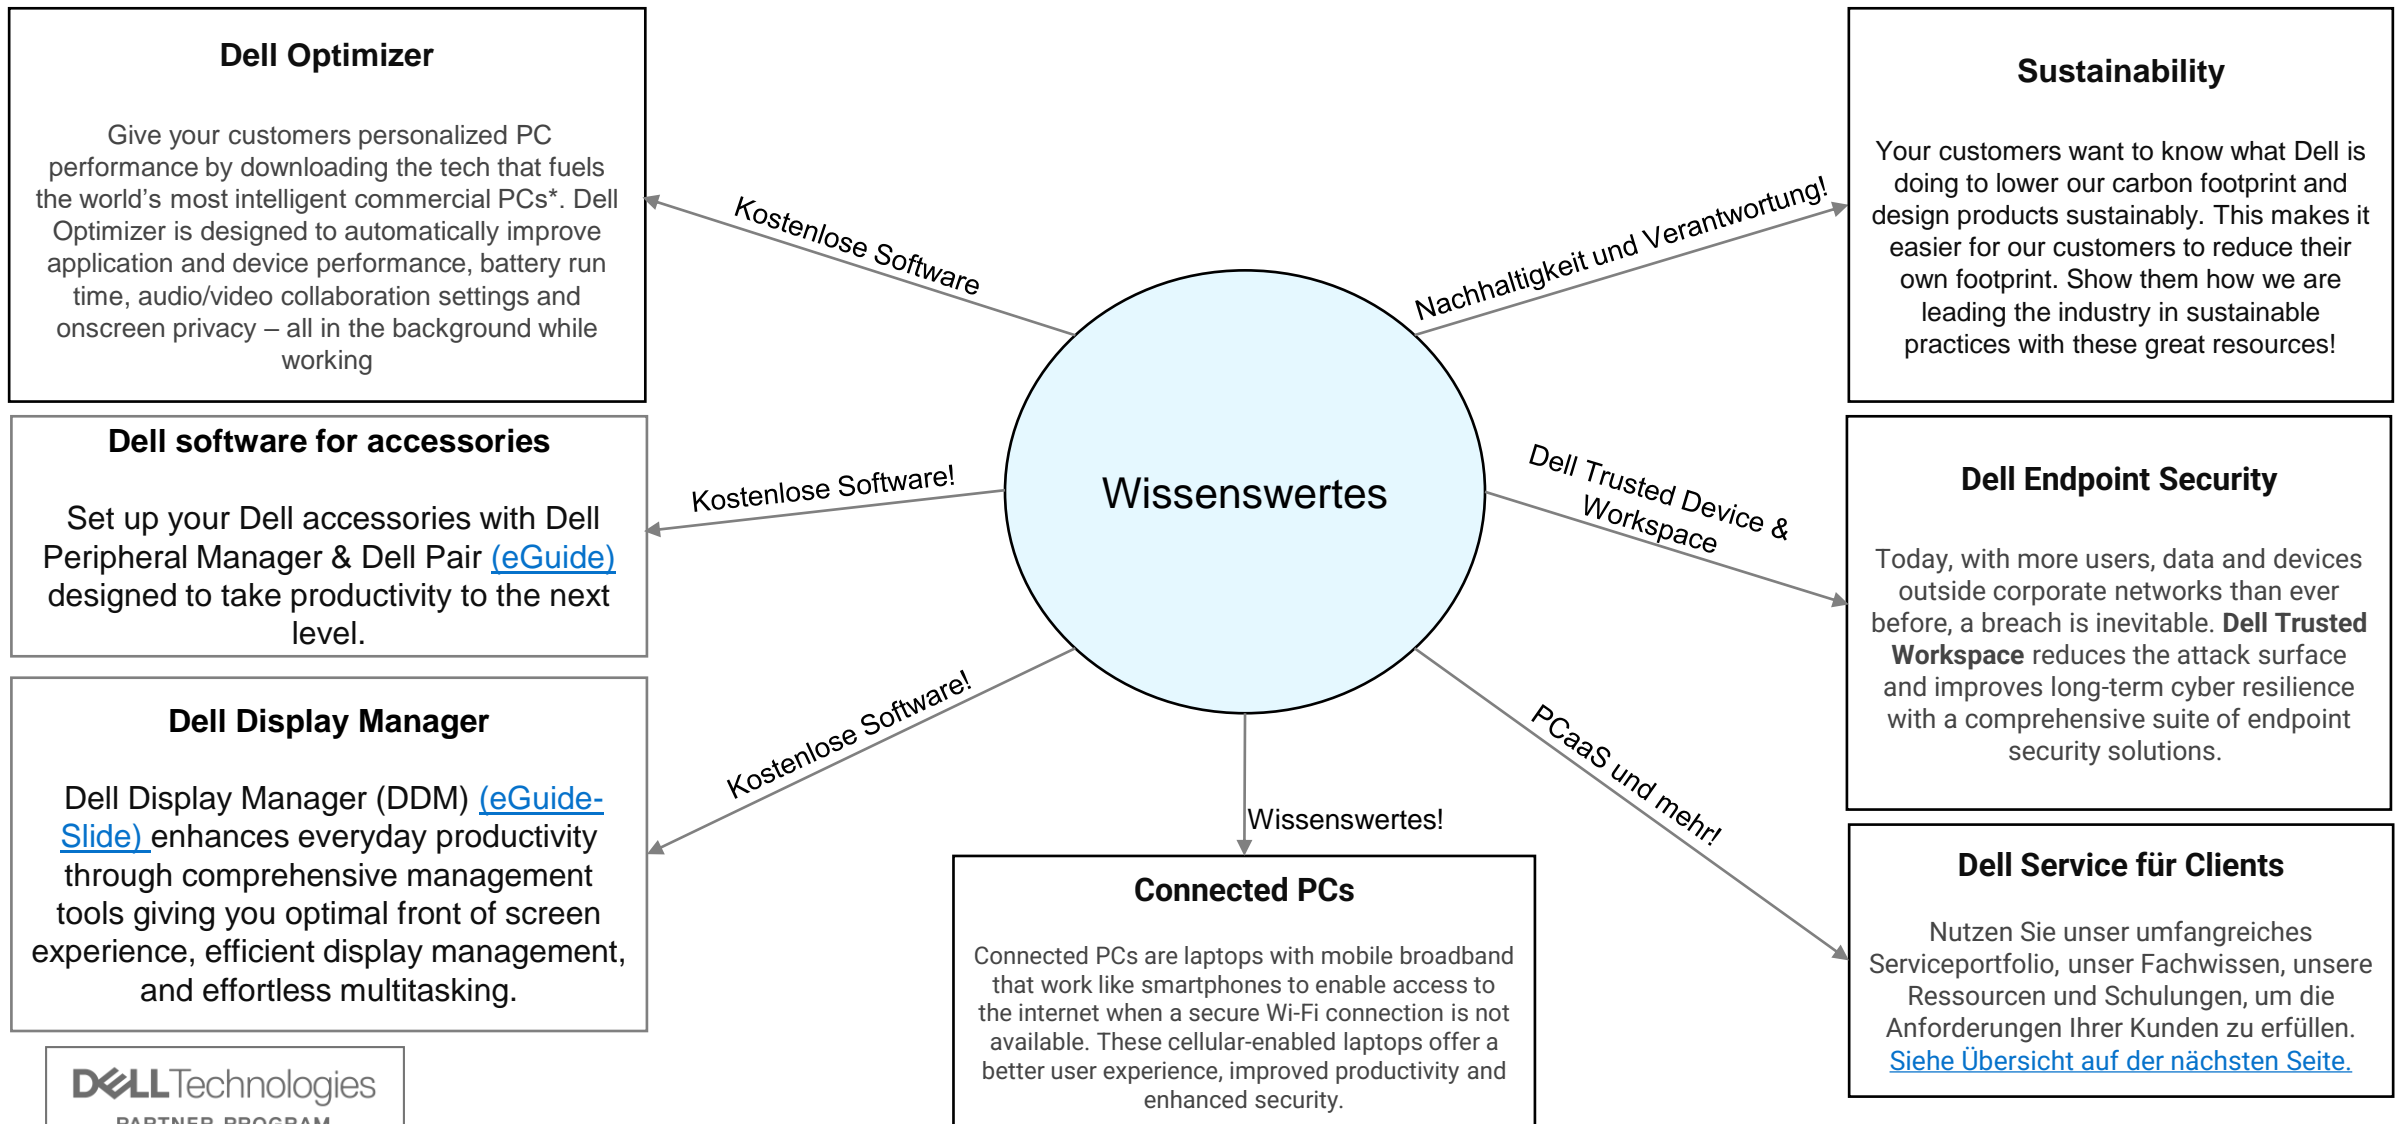 Dell Optimizer
Give your customers personalized PC
performance by downloading the tech that fuels
the world's most intelligent commercial PCs*. Dell
Optimizer is designed to automatically improve
application and device performance, battery run
time, audio/video collaboration settings and
onscreen privacy – all in the background while
working
Dell software for accessories
Set up your Dell accessories with Dell
Peripheral Manager & Dell Pair (eGuide)
designed to take productivity to the next
level.
Dell Display Manager
Dell Display Manager (DDM) (eGuide-
Slide) enhances everyday productivity
through comprehensive management
tools giving you optimal front of screen
experience, efficient display management,
and effortless multitasking.
DELLTechnologies
PARTNER PROGRAM
Kostenlose Software
Kostenlose Software!
Kostenlose Software!
Wissenswertes
Wissenswertes!
Connected PCs
Connected PCs are laptops with mobile broadband
that work like smartphones to enable access to
the internet when a secure Wi-Fi connection is not
available. These cellular-enabled laptops offer a
better user experience, improved productivity and
enhanced security.
Nachhaltigkeit und Verantwortung!
Dell Trusted Device &
Workspace
PCaaS und mehr!
Sustainability
Your customers want to know what Dell is
doing to lower our carbon footprint and
design products sustainably. This makes it
easier for our customers to reduce their
own footprint. Show them how we are
leading the industry in sustainable
practices with these great resources!
Dell Endpoint Security
Today, with more users, data and devices
outside corporate networks than ever
before, a breach is inevitable. Dell Trusted
Workspace reduces the attack surface
and improves long-term cyber resilience
with a comprehensive suite of endpoint
security solutions.
Dell Service für Clients
Nutzen Sie unser umfangreiches
Serviceportfolio, unser Fachwissen, unsere
Ressourcen und Schulungen, um die
Anforderungen Ihrer Kunden zu erfüllen.
Siehe Übersicht auf der nächsten Seite.